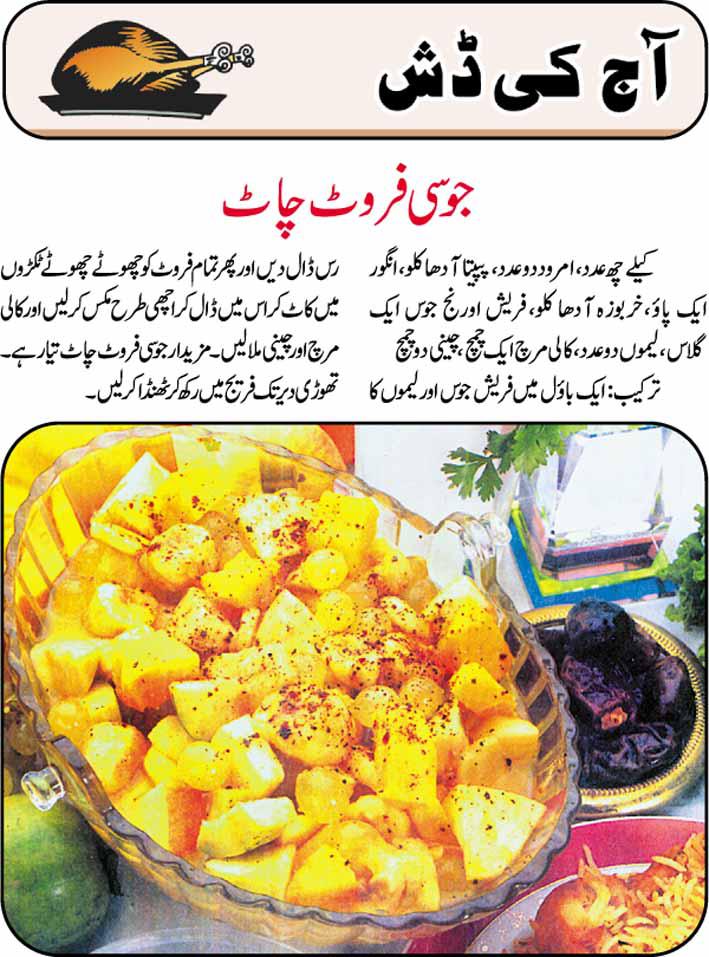 آج کی ڈش
جوسی فروٹ چاٹ
کیلے چھ عدد، امرود دو عدد، پپیتا آدھا کلو، انگور
ایک پاؤ، خربوزہ آدھا کلو، فریش اورنج جوس ایک
گلاس، لیموں دو عدد، کالی مرچ ایک چمچ، چینی دو چمچ
ترکیب: ایک باؤل میں فریش جوس اور لیموں کا
رس ڈال دیں اور پھر تمام فروٹ کو چھوٹے چھوٹے ٹکڑوں
میں کاٹ کر اس میں ڈال کر اچھی طرح مکس کر لیں اور کالی
مرچ اور چینی ملا لیں۔ مزیدار جوسی فروٹ چاٹ تیار ہے۔
تھوڑی دیر تک فریج میں رکھ کر ٹھنڈا کر لیں۔